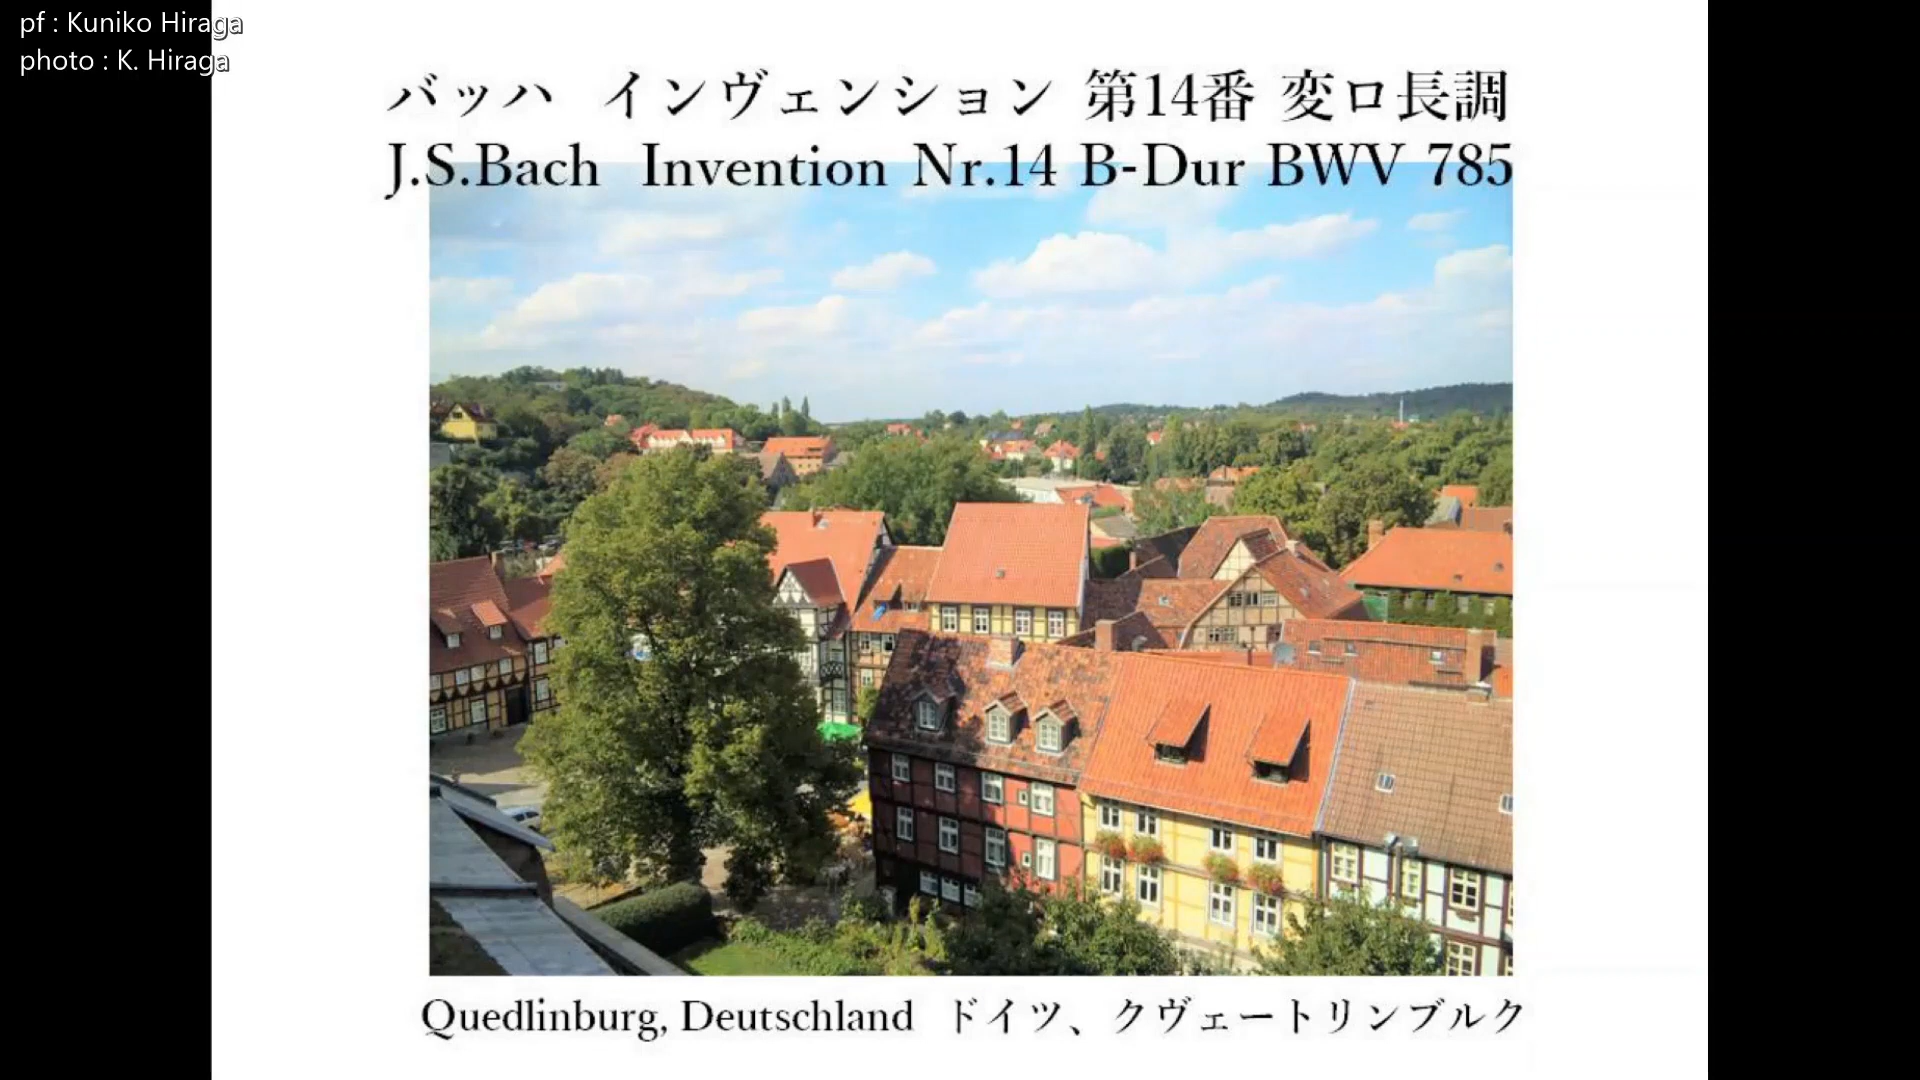 pf : Kuniko Hiraga
photo : K. Hiraga
バッハ インヴェンション 第14番 変ロ長調
J.S.Bach Invention Nr.14 B-Dur BWV 785
Quedlinburg, Deutschland ドイツ、クヴェートリンブルク